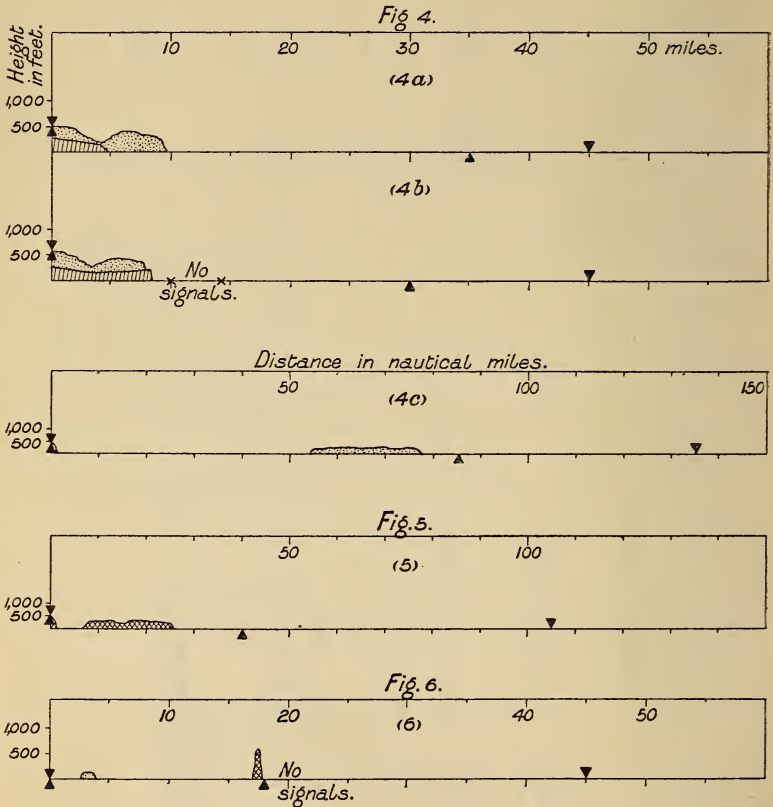 Fig 4.
Height in feet.
10 20 30 40 50 miles.
(4a)
1,000
500
(4b)
1,000
500
No
signals.
Distance in nautical miles.
50 100 150
(4c)
1,000
500
Fig.5.
50 100
(5)
1,000
500
Fig.6.
10 20 30 40 50
(6)
1,000
500
No
signals.